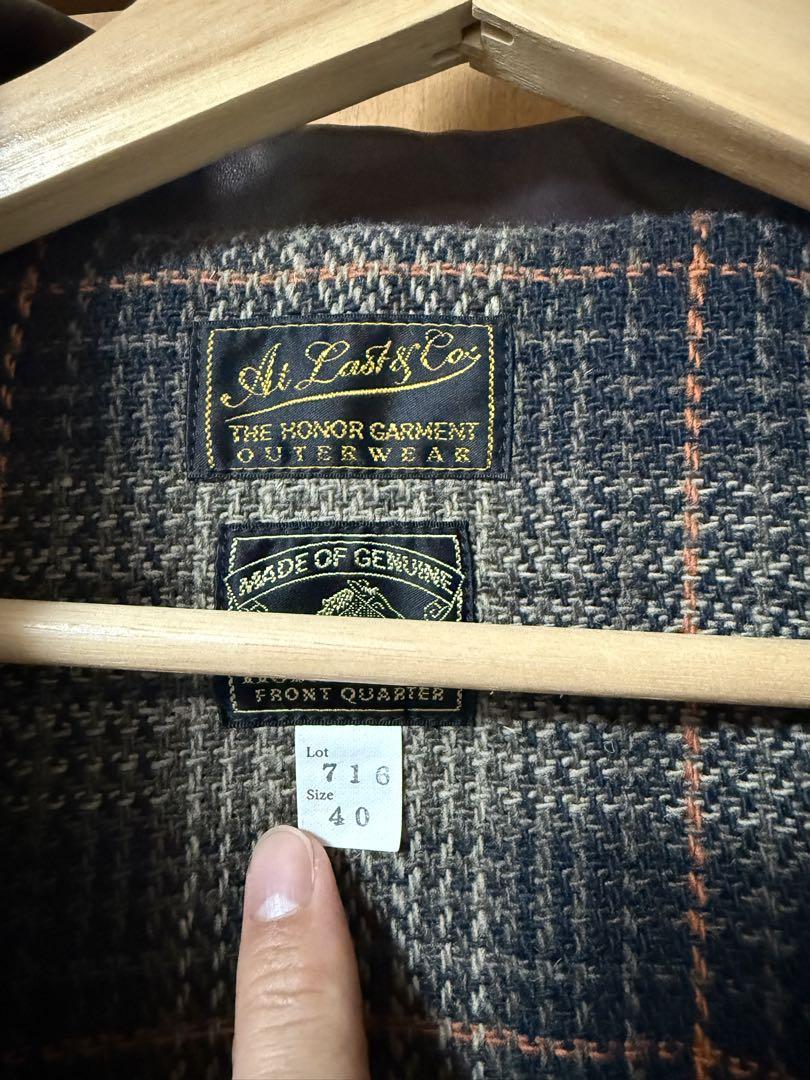 At Last & Co
THE HONOR GARMENT
OUTERWEAR
MADE OF GENUINE
FRONT QUARTER
Lot
716
Size
40